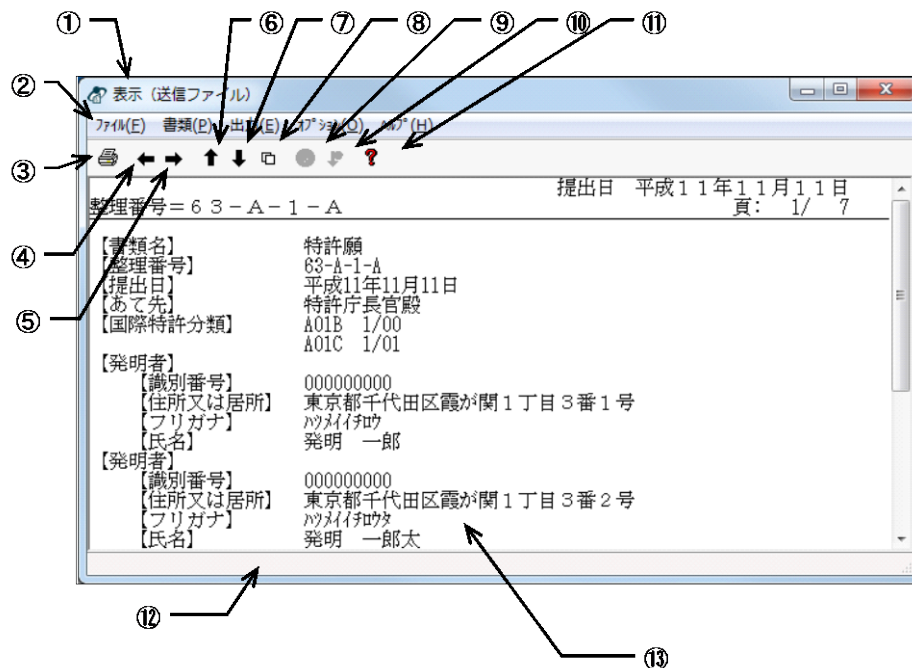 ⑥ ⑦ ⑧ ⑨ ⑩ ⑪
①
②
表示（送信ファイル）
ﾌｧｲﾙ(F) 書類(P) 出力(E) ｵﾌﾟｼｮﾝ(O) ﾍﾙﾌﾟ(H)
③
?
提出日　平成１１年１１月１１日
整理番号＝６３－Ａ－１－Ａ 頁:　1/　7
④
⑤
【書類名】　特許願
【整理番号】　63-A-1-A
【提出日】　平成11年11月11日
【あて先】　特許庁長官殿
【国際特許分類】　A01B　1/00
A01C　1/01
【発明者】
【識別番号】　000000000
【住所又は居所】　東京都千代田区霞が関１丁目３番１号
【フリガナ】　ﾊﾂﾒｲｲﾁﾛｳ
【氏名】　発明　一郎
【発明者】
【識別番号】　000000000
【住所又は居所】　東京都千代田区霞が関１丁目３番２号
【フリガナ】　ﾊﾂﾒｲｲﾁﾛｳﾀ
【氏名】　発明　一郎太
⑫
⑬